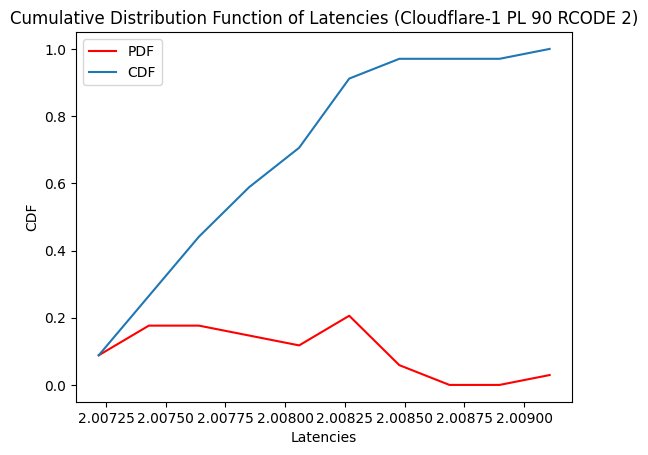 Cumulative Distribution Function of Latencies (Cloudflare-1 PL 90 RCODE 2)
PDF
CDF
1.0
0.8
0.6
0.4
0.2
0.0
CDF
2.00725 2.00750 2.00775 2.00800 2.00825 2.00850 2.00875 2.00900
Latencies